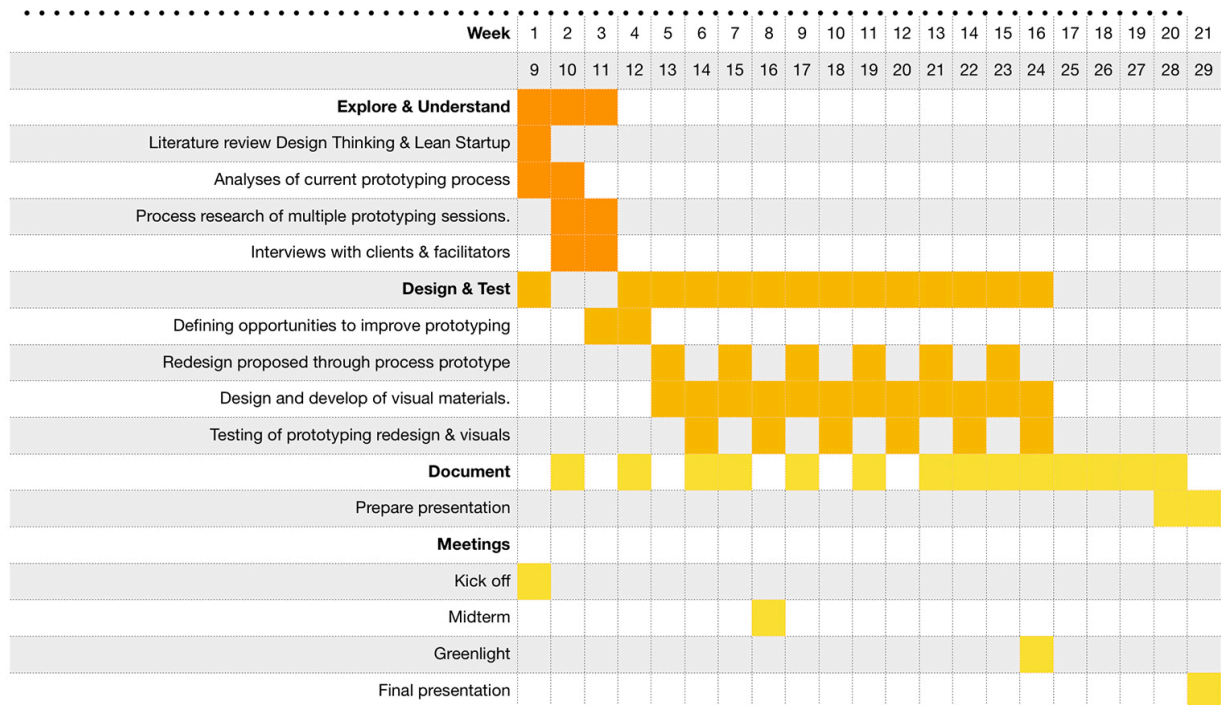 Week 1 2 3 4 5 6 7 8 9 10 11 12 13 14 15 16 17 18 19 20 21
9 10 11 12 13 14 15 16 17 18 19 20 21 22 23 24 25 26 27 28 29
Explore & Understand
Literature review Design Thinking & Lean Startup
Analyses of current prototyping process
Process research of multiple prototyping sessions.
Interviews with clients & facilitators
Design & Test
Defining opportunities to improve prototyping
Redesign proposed through process prototype
Design and develop of visual materials.
Testing of prototyping redesign & visuals
Document
Prepare presentation
Meetings
Kick off
Midterm
Greenlight
Final presentation